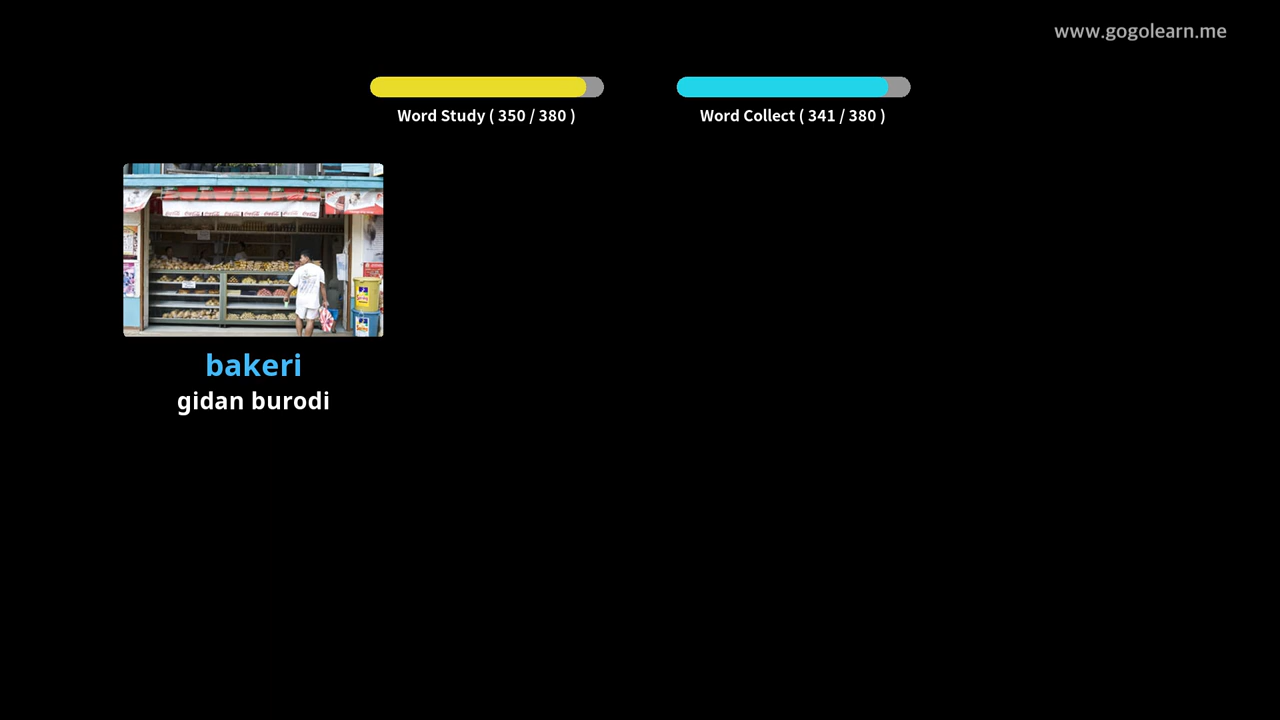 www.gogolearn.me
Word Study ( 350 / 380 )
Word Collect ( 341 / 380 )
bakeri
gidan burodi